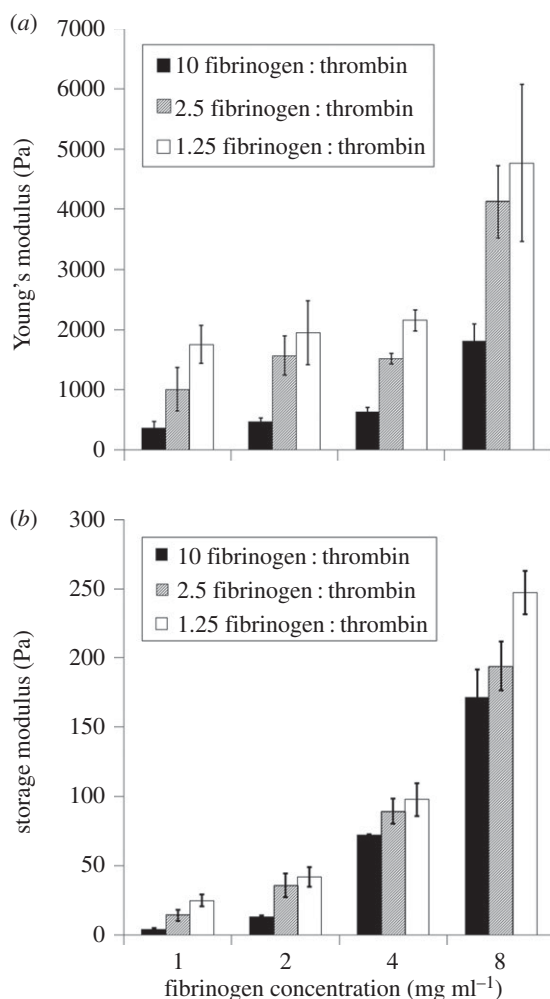 (a)
7000
6000
5000
4000
3000
2000
1000
0
Young's modulus (Pa)
10 fibrinogen : thrombin
2.5 fibrinogen : thrombin
1.25 fibrinogen : thrombin
(b)
300
250
200
150
100
50
0
storage modulus (Pa)
10 fibrinogen : thrombin
2.5 fibrinogen : thrombin
1.25 fibrinogen : thrombin
1 2 4 8
fibrinogen concentration (mg ml⁻¹)